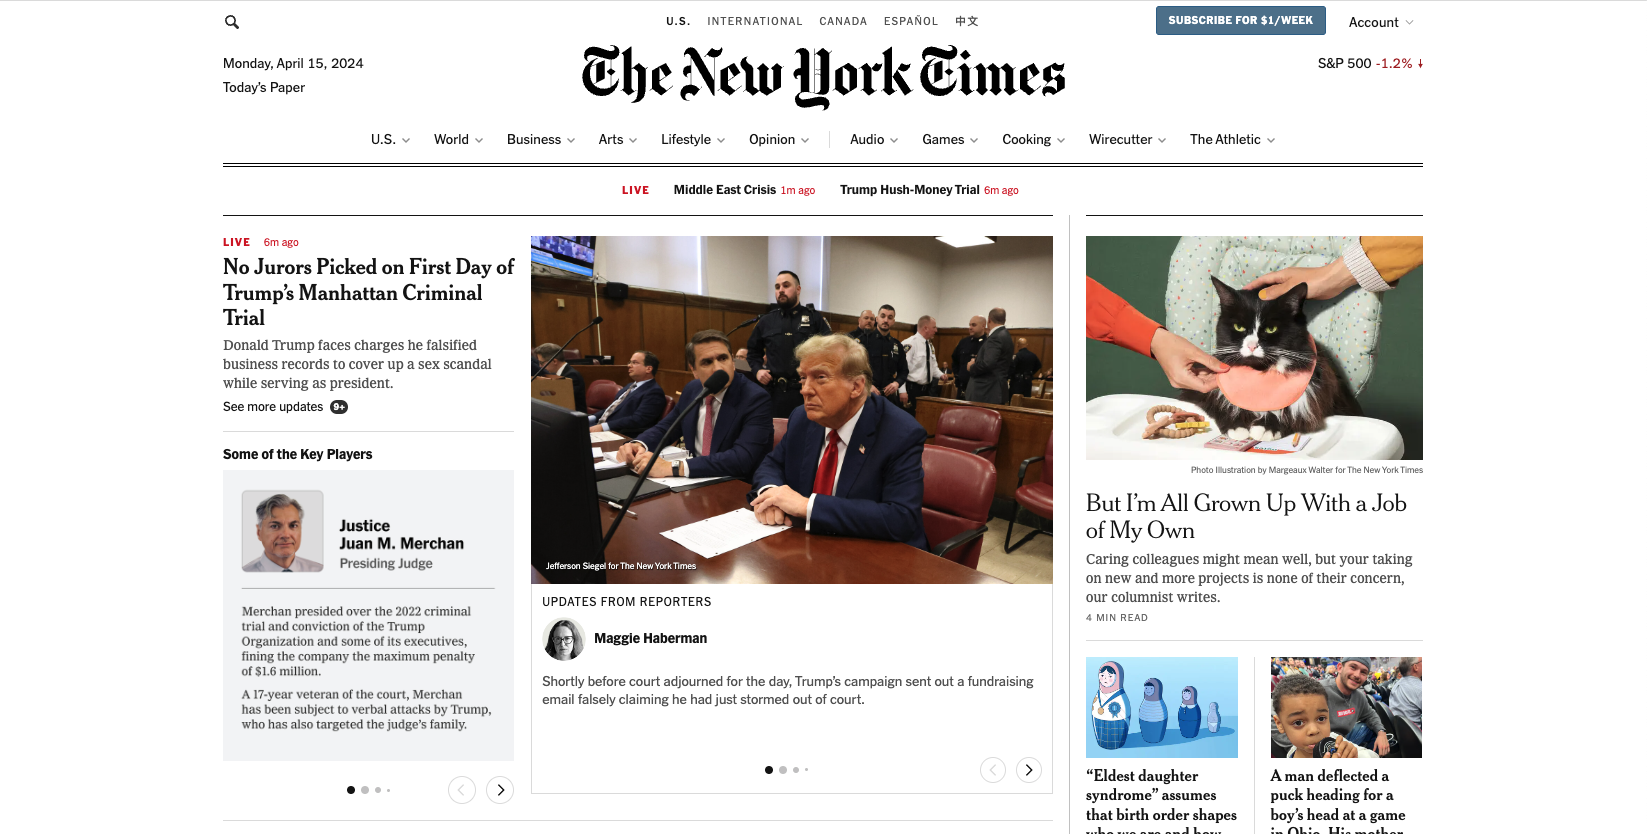 U.S. INTERNATIONAL CANADA ESPAÑOL 中文
SUBSCRIBE FOR $1/WEEK
Account
Monday, April 15, 2024
Today's Paper
The New York Times
S&P 500 -1.2% ↓
U.S. World Business Arts Lifestyle Opinion Audio Games Cooking Wirecutter The Athletic
LIVE Middle East Crisis 1m ago Trump Hush-Money Trial 6m ago
LIVE 6m ago
No Jurors Picked on First Day of
Trump's Manhattan Criminal
Trial
Donald Trump faces charges he falsified
business records to cover up a sex scandal
while serving as president.
See more updates 9+
Some of the Key Players
Justice
Juan M. Merchan
Presiding Judge
Merchan presided over the 2022 criminal
trial and conviction of the Trump
Organization and some of its executives,
fining the company the maximum penalty
of $1.6 million.
A 17-year veteran of the court, Merchan
has been subject to verbal attacks by Trump,
who has also targeted the judge's family.
Jefferson Siegel for The New York Times
UPDATES FROM REPORTERS
Maggie Haberman
Shortly before court adjourned for the day, Trump's campaign sent out a fundraising
email falsely claiming he had just stormed out of court.
Photo Illustration by Margeaux Walter for The New York Times
But I'm All Grown Up With a Job
of My Own
Caring colleagues might mean well, but your taking
on new and more projects is none of their concern,
our columnist writes.
4 MIN READ
"Eldest daughter
syndrome" assumes
that birth order shapes
who we are and how
A man deflected a
puck heading for a
boy's head at a game
in Ohio. His mother